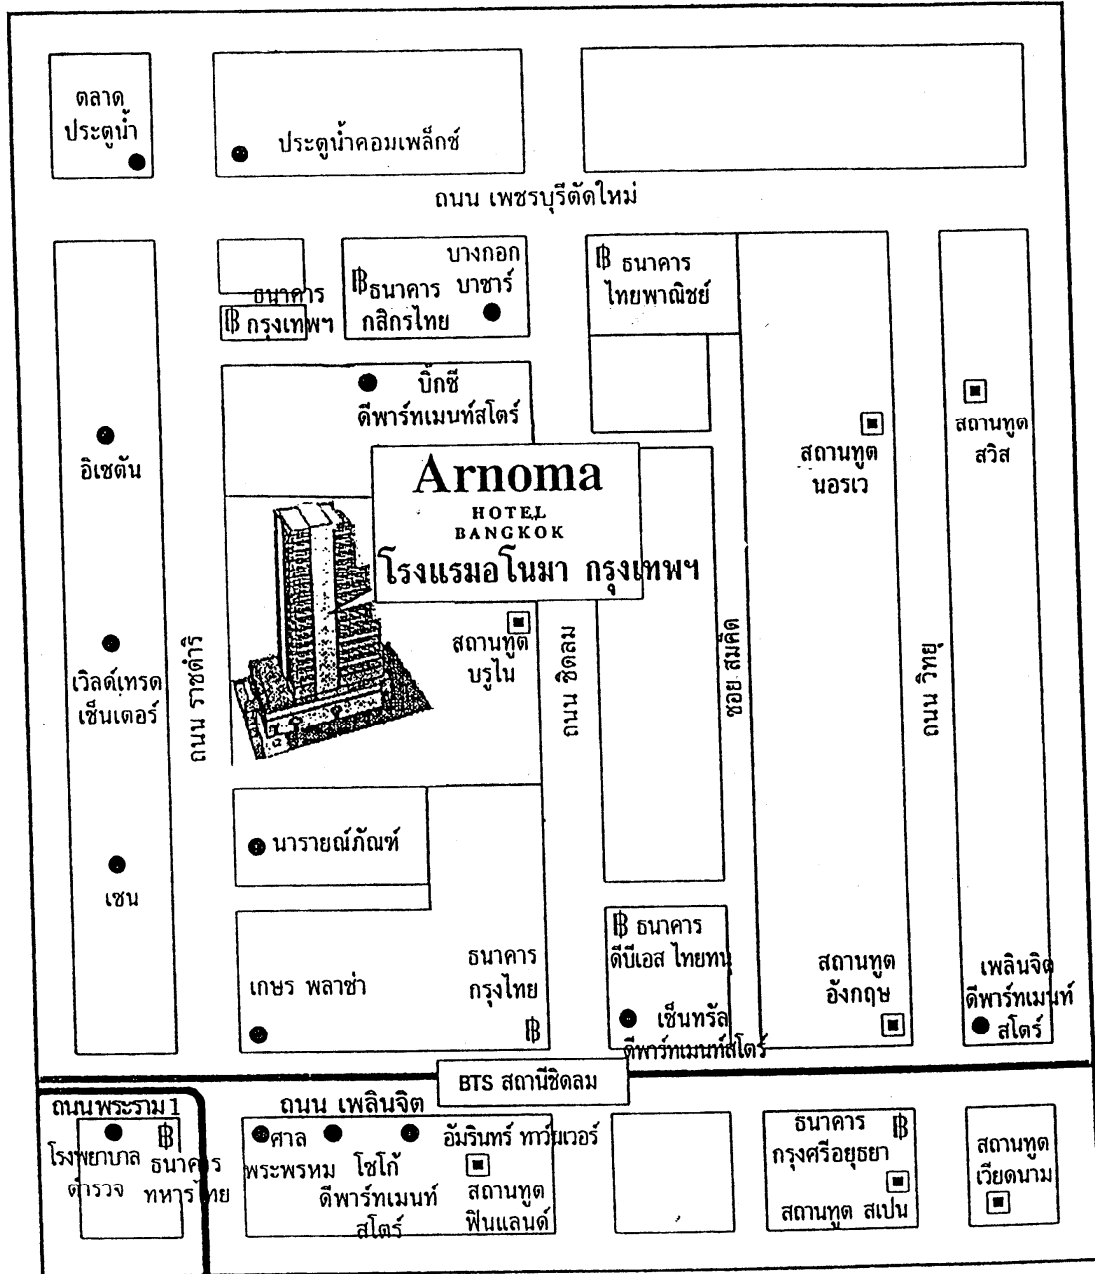 ตลาด
ประตูน้ำ
ประตูน้ำคอมเพล็กซ์
ถนน เพชรบุรีตัดใหม่
ธนาคาร
กรุงเทพฯ
ธนาคาร
กสิกรไทย
บางกอก
บาซาร์
ธนาคาร
ไทยพาณิชย์
บิ๊กซี
ดีพาร์ทเมนท์สโตร์
อิเซตัน
สถานทูต
นอรเว
สถานทูต
สวิส
Arnoma
HOTEL
BANGKOK
โรงแรมอโนมา กรุงเทพฯ
สถานทูต
บรูไน
เวิลด์เทรด
เซ็นเตอร์
ถนน ราชดำริ
ถนน ชิดลม
ซอย สมคิด
ถนน วิทยุ
นารายณ์ภัณฑ์
เซน
เกษร พลาซ่า
ธนาคาร
กรุงไทย
ธนาคาร
ดีบีเอส ไทยทนุ
เซ็นทรัล
ดีพาร์ทเมนท์สโตร์
สถานทูต
อังกฤษ
เพลินจิต
ดีพาร์ทเมนท์
สโตร์
BTS สถานีชิดลม
ถนนพระราม 1
ถนน เพลินจิต
โรงพยาบาล
ตำรวจ
ธนาคาร
ทหารไทย
ศาล
พระพรหม
โซโก้
ดีพาร์ทเมนท์
สโตร์
อัมรินทร์ ทาว์เวอร์
สถานทูต
ฟินแลนด์
ธนาคาร
กรุงศรีอยุธยา
สถานทูต สเปน
สถานทูต
เวียดนาม